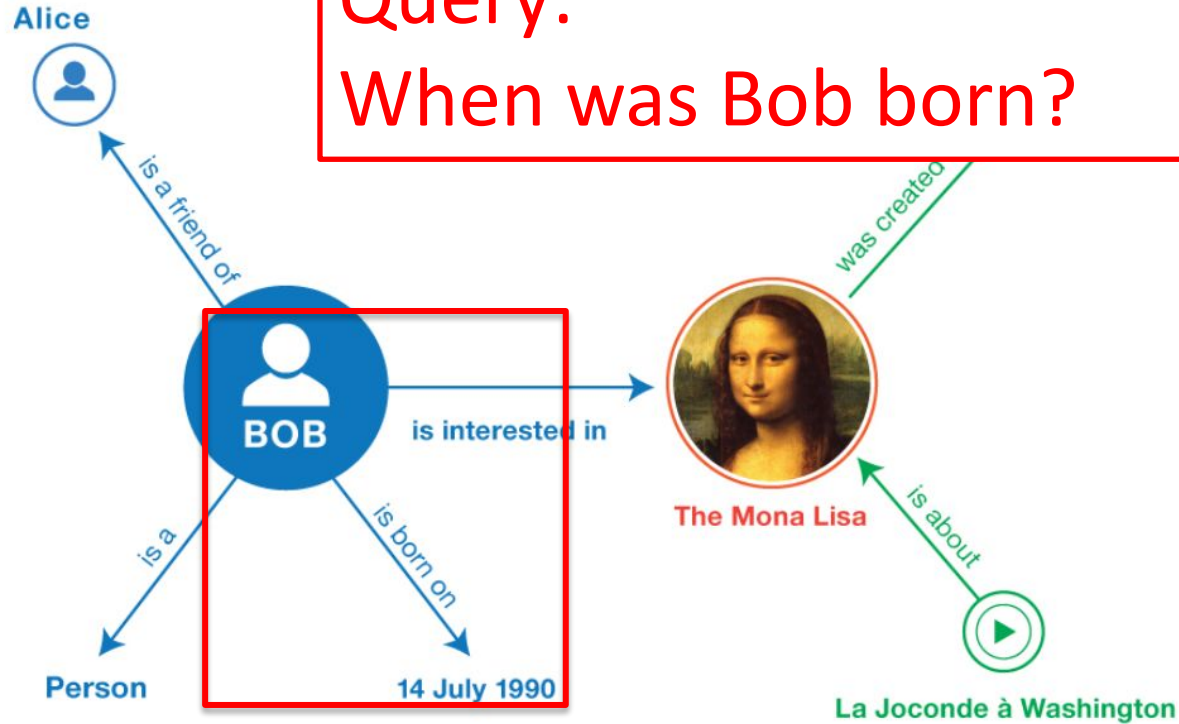 Query:
When was Bob born?
Alice
is a friend of
was created
BOB
is interested in
The Mona Lisa
is a
is born on
is about
Person
14 July 1990
La Joconde à Washington